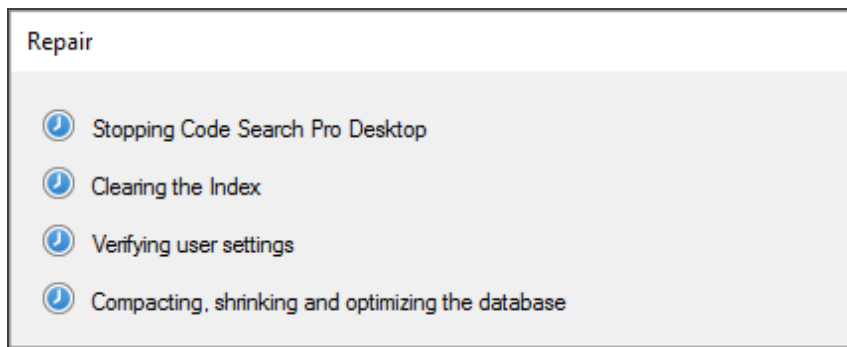 Repair
Stopping Code Search Pro Desktop
Clearing the Index
Verifying user settings
Compacting, shrinking and optimizing the database